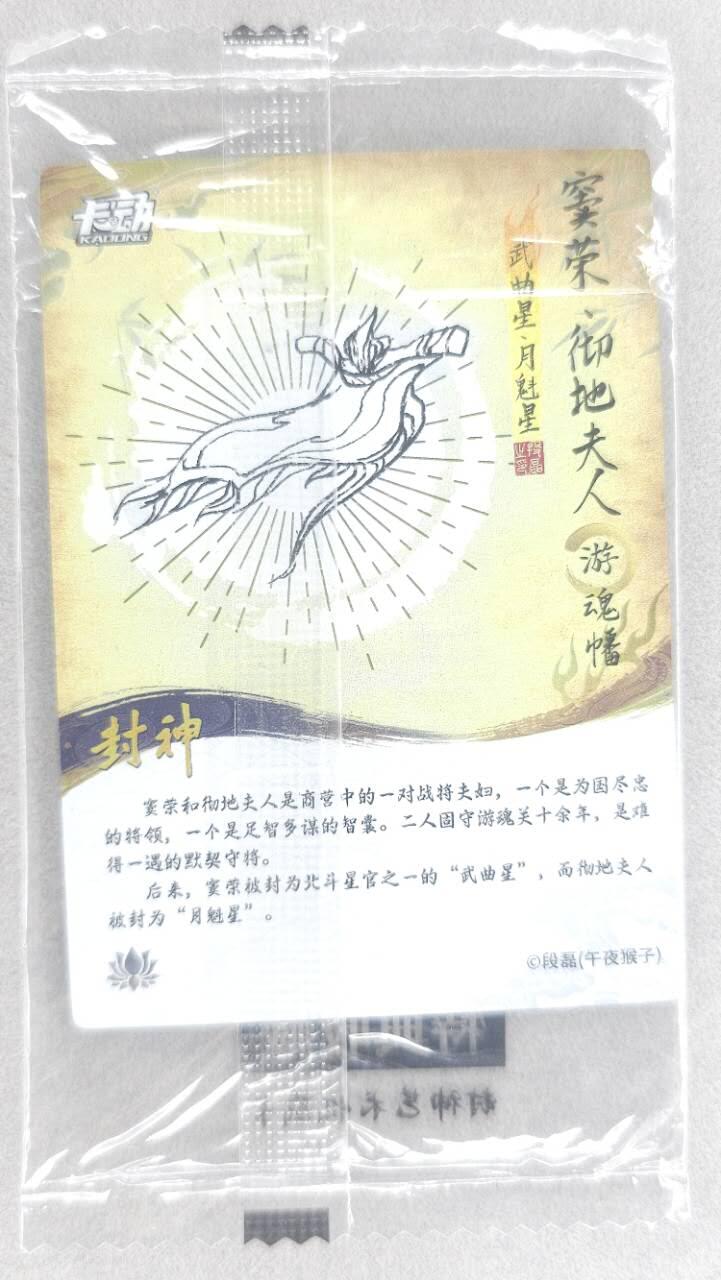 卡动
KADONG
窦荣、彻地夫人
游魂幡
武曲星、月魁星
封神
窦荣和彻地夫人是商营中的一对战将夫妇，一个是为国尽忠
的将领，一个是足智多谋的智囊。二人固守游魂关十余年，是难
得一遇的默契守将。
后来，窦荣被封为北斗星官之一的“武曲星”，而彻地夫人
被封为“月魁星”。
©段磊(午夜猴子)